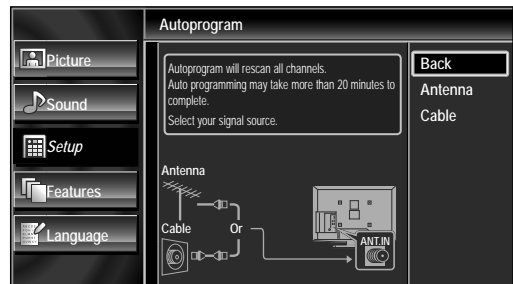 Autoprogram
Picture
Sound
Setup
Features
Language
Autoprogram will rescan all channels.
Auto programming may take more than 20 minutes to
complete.
Select your signal source.
Antenna
Cable
Or
ANT.IN
Back
Antenna
Cable